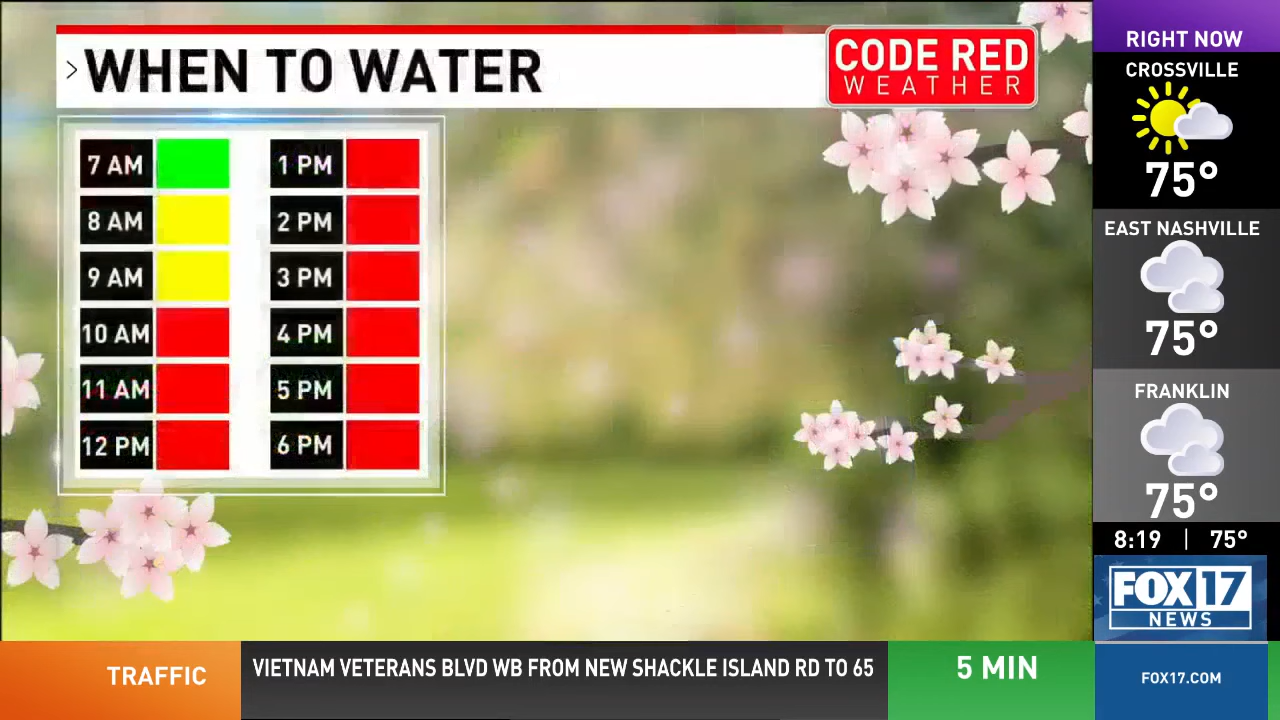 > WHEN TO WATER
CODE RED
WEATHER
7 AM
8 AM
9 AM
10 AM
11 AM
12 PM
1 PM
2 PM
3 PM
4 PM
5 PM
6 PM
RIGHT NOW
CROSSVILLE
75°
EAST NASHVILLE
75°
FRANKLIN
75°
8:19 | 75°
FOX 17
NEWS
TRAFFIC
VIETNAM VETERANS BLVD WB FROM NEW SHACKLE ISLAND RD TO 65
5 MIN
FOX17.COM